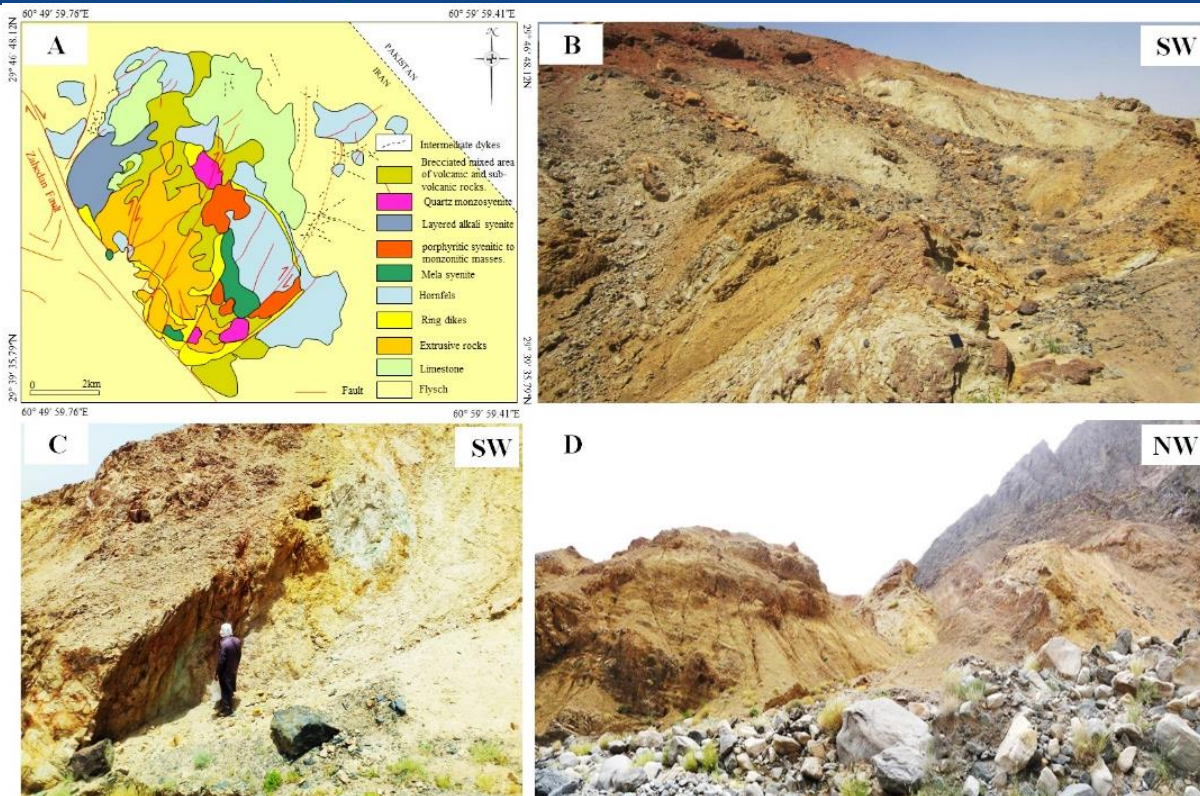 60° 49' 59.76"E
60° 59' 59.41"E
A
29° 46' 48.12N
29° 46' 48.12N
N
PAKISTAN
IRAN
Zahedan Fault
Intermediate dykes
Brecciated mixed area
of volcanic and sub-
volcanic rocks.
Quartz monzosyenite
Layered alkali syenite
porphyritic syenitic to
monzonitic masses.
Mela syenite
Hornfels
Ring dikes
Extrusive rocks
Limestone
Flysch
Fault
0 2km
29° 39' 35.79N
29° 39' 35.79N
60° 49' 59.76"E
60° 59' 59.41"E
B
SW
C
SW
D
NW